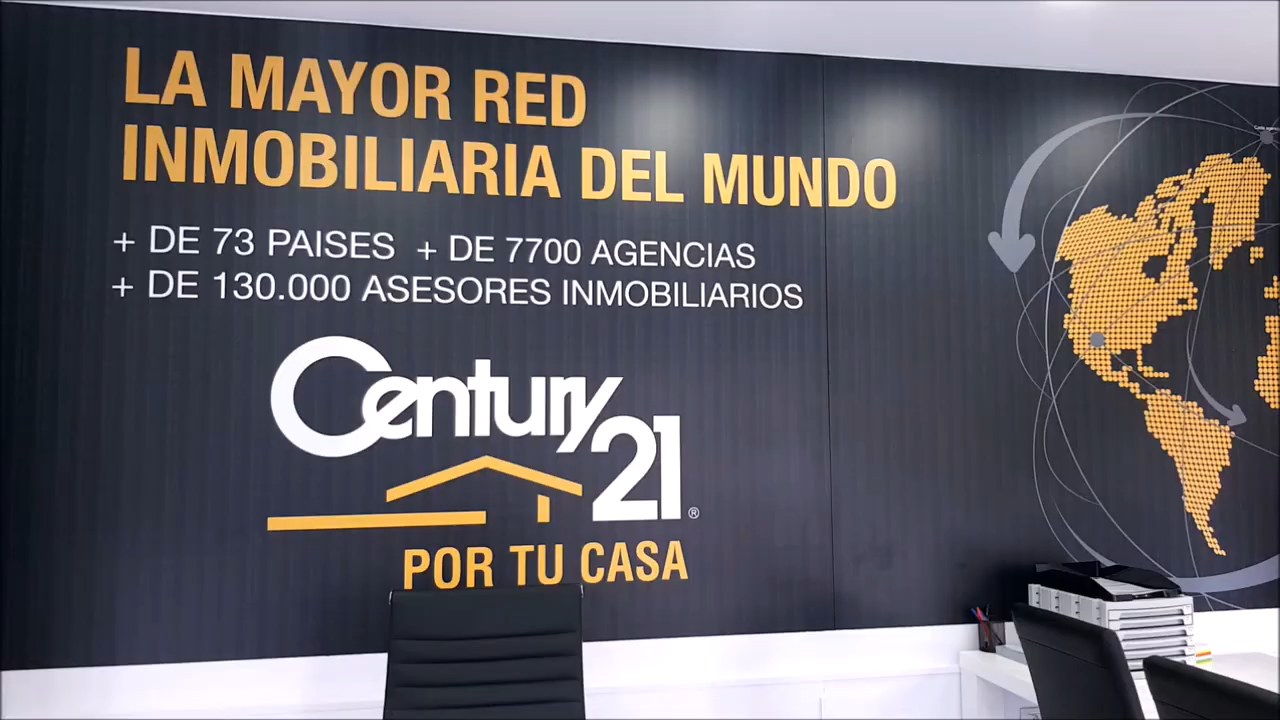 LA MAYOR RED
INMOBILIARIA DEL MUNDO
+ DE 73 PAISES + DE 7700 AGENCIAS
+ DE 130.000 ASESORES INMOBILIARIOS
Century
21®
POR TU CASA